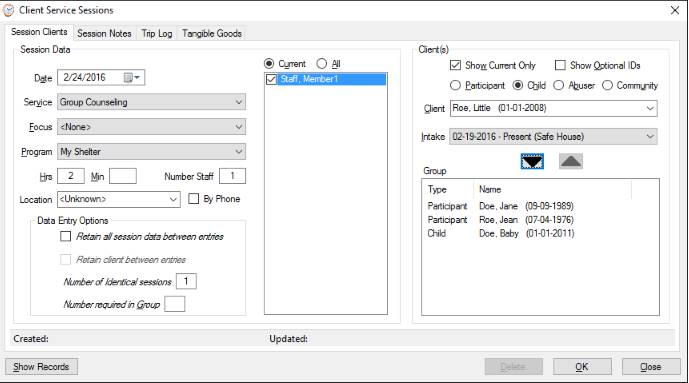 Client Service Sessions
Session Clients Session Notes Trip Log Tangible Goods
Session Data
Date 2/24/2016
Service Group Counseling
Focus <None>
Program My Shelter
Hrs 2 Min Number Staff 1
Location <Unknown> By Phone
Data Entry Options
Retain all session data between entries
Retain client between entries
Number of Identical sessions 1
Number required in Group
Current All
Staff, Member1
Client(s)
Show Current Only Show Optional IDs
Participant Child Abuser Community
Client Roe, Little (01-01-2008)
Intake 02-19-2016 - Present (Safe House)
Group
Type Name
Participant Doe, Jane (09-09-1989)
Participant Roe, Jean (07-04-1976)
Child Doe, Baby (01-01-2011)
Created: Updated:
Show Records Delete OK Close